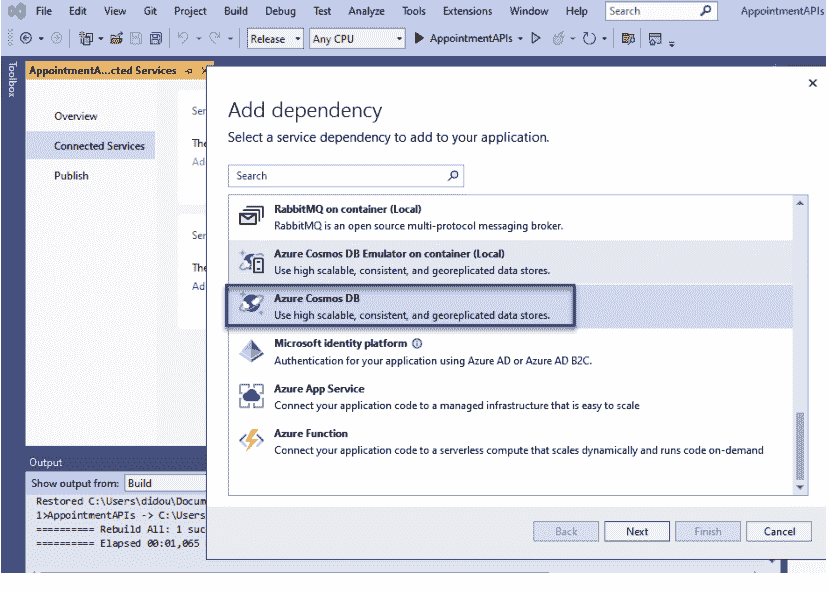 File Edit View Git Project Build Debug Test Analyze Tools Extensions Window Help Search AppointmentAPIs
Release Any CPU AppointmentAPIs
Toolbox
AppointmentA...cted Services
Overview
Connected Services
Publish
Ser
The
Ad
Ser
The
Ad
Add dependency
Select a service dependency to add to your application.
Search
RabbitMQ on container (Local)
RabbitMQ is an open source multi-protocol messaging broker.
Azure Cosmos DB Emulator on container (Local)
Use high scalable, consistent, and georeplicated data stores.
Azure Cosmos DB
Use high scalable, consistent, and georeplicated data stores.
Microsoft identity platform
Authentication for your application using Azure AD or Azure AD B2C.
Azure App Service
Connect your application code to a managed infrastructure that is easy to scale
Azure Function
Connect your application code to a serverless compute that scales dynamically and runs code on-demand
Back Next Finish Cancel
Output
Show output from: Build
Restored C:\Users\didou\Docum
1>AppointmentAPIs -> C:\Users
========== Rebuild All: 1 suc
========== Elapsed 00:01,065